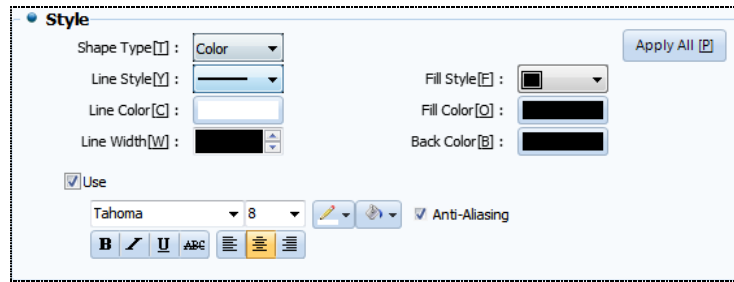 Style
Shape Type[T] : Color Apply All [P]
Line Style[Y] : Fill Style[F] :
Line Color[C] : Fill Color[O] :
Line Width[W] : Back Color[B] :
Use
Tahoma 8 Anti-Aliasing
B I U ABC